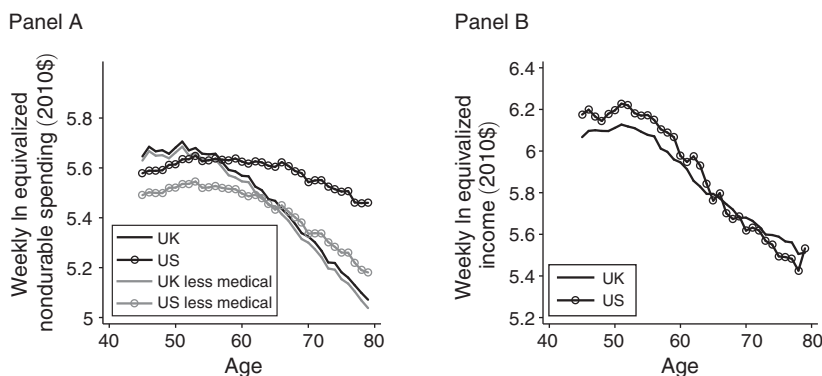 Panel A
Weekly ln equivalized
nondurable spending (2010$)
5.8
5.6
5.4
5.2
5
UK
US
UK less medical
US less medical
40
50
60
70
80
Age
Panel B
Weekly ln equivalized
income (2010$)
6.4
6.2
6
5.8
5.6
5.4
5.2
UK
US
40
50
60
70
80
Age